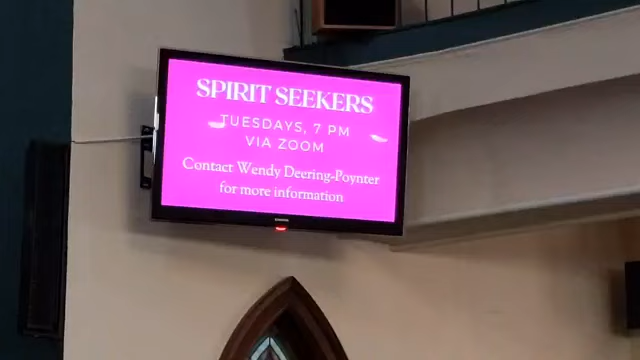 SPIRIT SEEKERS
TUESDAYS, 7 PM
VIA ZOOM
Contact Wendy Deering-Poynter
for more information